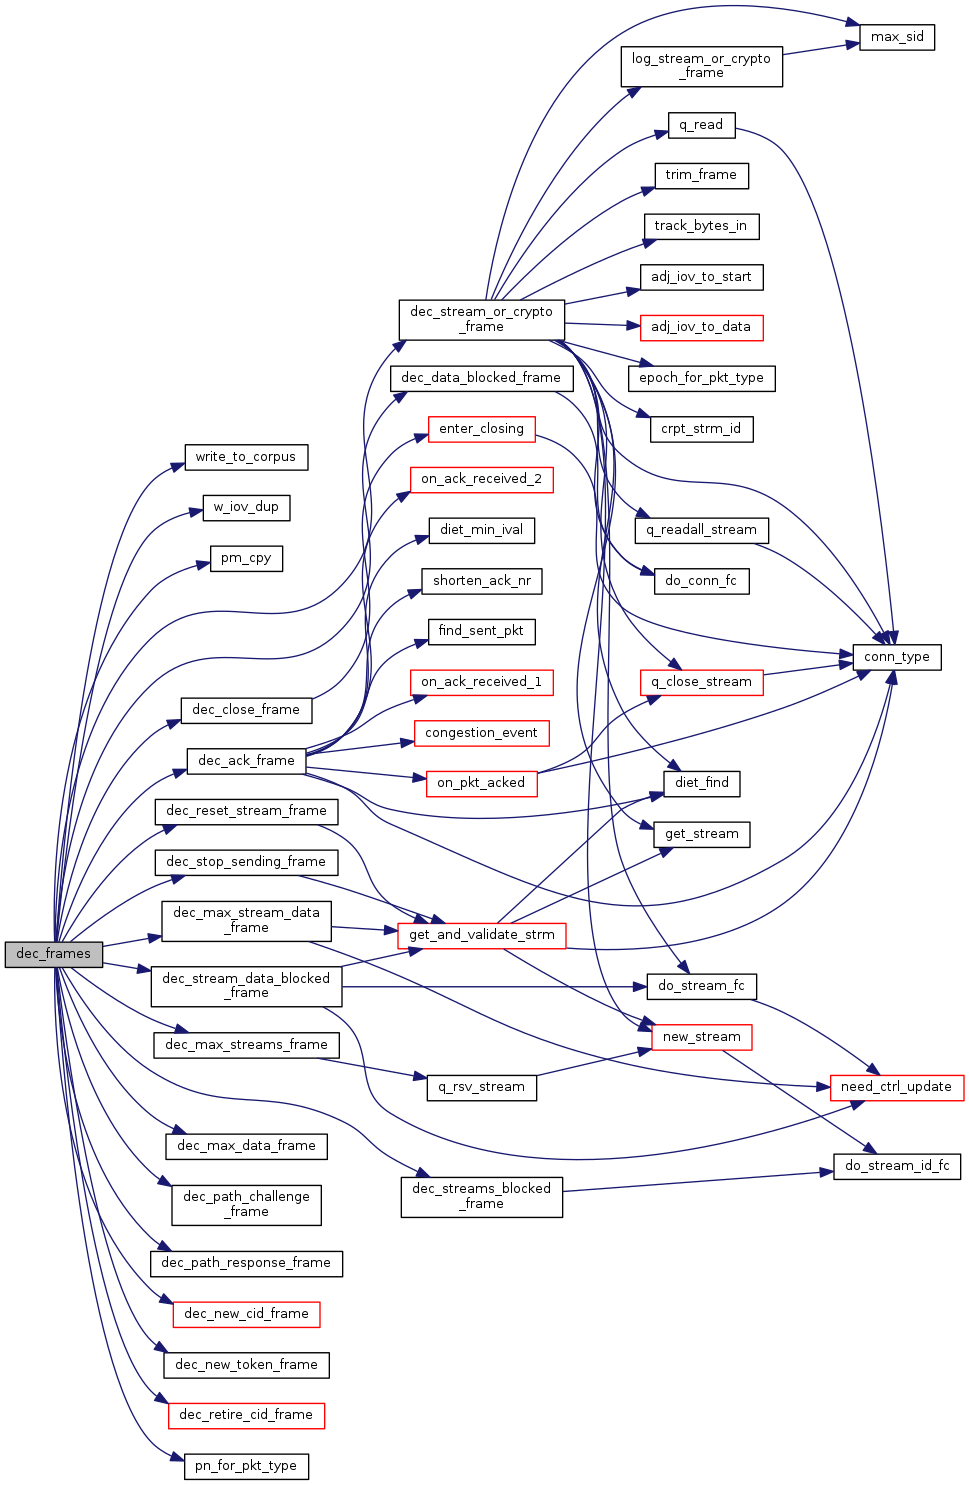 max_sid
log_stream_or_crypto
_frame
q_read
trim_frame
track_bytes_in
adj_iov_to_start
dec_stream_or_crypto
_frame
adj_iov_to_data
dec_data_blocked_frame
epoch_for_pkt_type
enter_closing
crpt_strm_id
write_to_corpus
on_ack_received_2
w_iov_dup
diet_min_ival
q_readall_stream
pm_cpy
shorten_ack_nr
do_conn_fc
find_sent_pkt
conn_type
on_ack_received_1
q_close_stream
dec_close_frame
congestion_event
dec_ack_frame
on_pkt_acked
diet_find
dec_reset_stream_frame
get_stream
dec_stop_sending_frame
dec_max_stream_data
_frame
get_and_validate_strm
dec_frames
dec_stream_data_blocked
_frame
do_stream_fc
dec_max_streams_frame
new_stream
q_rsv_stream
need_ctrl_update
dec_max_data_frame
do_stream_id_fc
dec_path_challenge
_frame
dec_streams_blocked
_frame
dec_path_response_frame
dec_new_cid_frame
dec_new_token_frame
dec_retire_cid_frame
pn_for_pkt_type